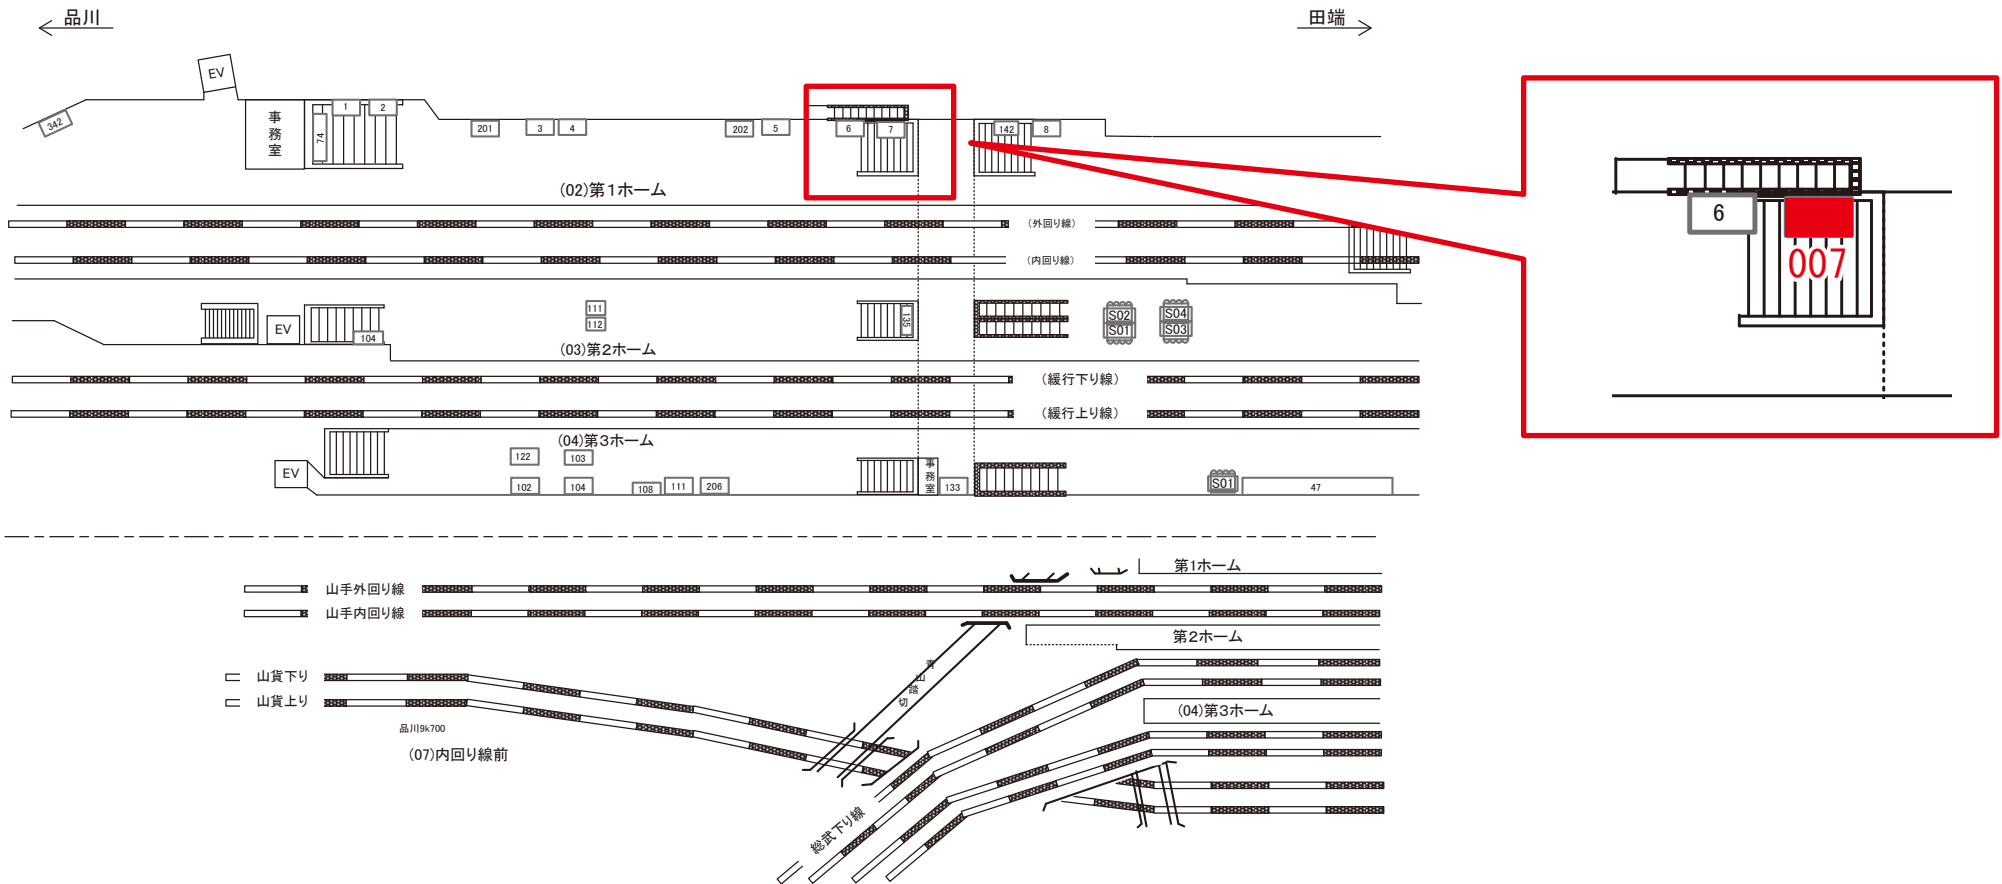 品川
田端
EV
342
事務室
74
1
2
201
3
4
202
5
6
7
142
8
(02)第1ホーム
(外回り線)
(内回り線)
6
007
EV
104
111
112
135
S02
S01
S04
S03
(03)第2ホーム
(緩行下り線)
(緩行上り線)
(04)第3ホーム
EV
122
103
102
104
108
111
206
事務室
133
S01
47
第1ホーム
山手外回り線
山手内回り線
第2ホーム
青山踏切
山貨下り
山貨上り
(04)第3ホーム
品川9k700
(07)内回り線前
総武下り線